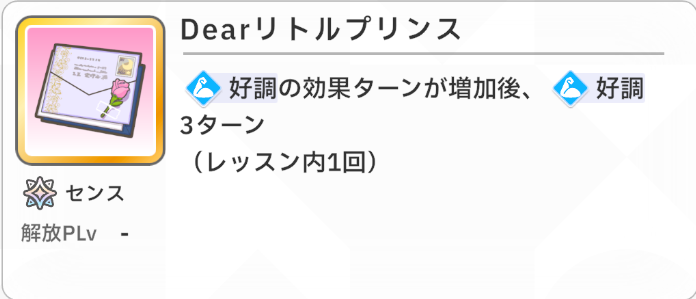 Dearリトルプリンス
好調の効果ターンが増加後、 好調
3ターン
（レッスン内1回）
センス
解放PLv -